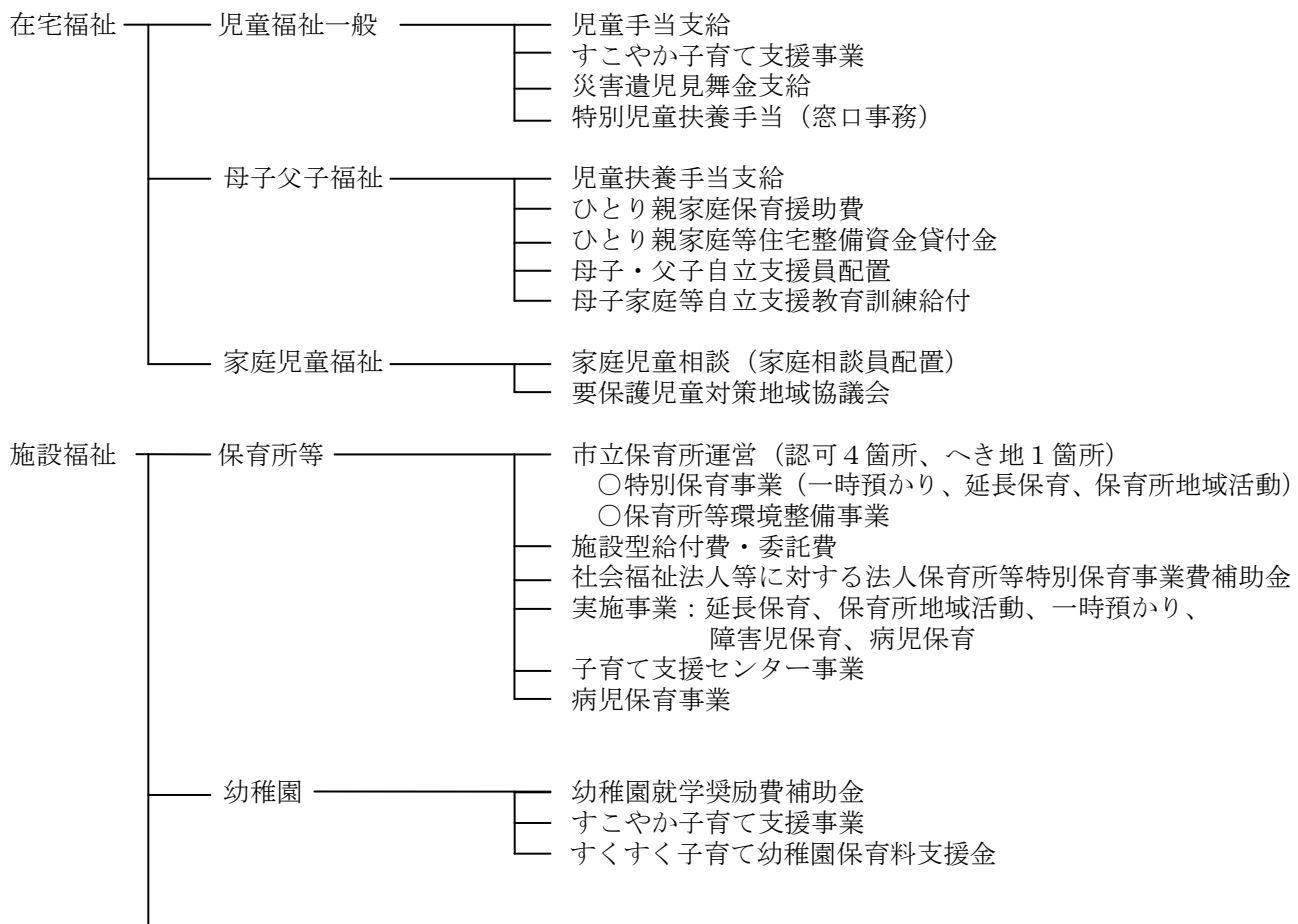 在宅福祉 児童福祉一般 児童手当支給
すこやか子育て支援事業
災害遺児見舞金支給
特別児童扶養手当（窓口事務）
母子父子福祉 児童扶養手当支給
ひとり親家庭保育援助費
ひとり親家庭等住宅整備資金貸付金
母子・父子自立支援員配置
母子家庭等自立支援教育訓練給付
家庭児童福祉 家庭児童相談（家庭相談員配置）
要保護児童対策地域協議会
施設福祉 保育所等 市立保育所運営（認可４箇所、へき地１箇所）
○特別保育事業（一時預かり、延長保育、保育所地域活動）
○保育所等環境整備事業
施設型給付費・委託費
社会福祉法人等に対する法人保育所等特別保育事業費補助金
実施事業：延長保育、保育所地域活動、一時預かり、
障害児保育、病児保育
子育て支援センター事業
病児保育事業
幼稚園 幼稚園就学奨励費補助金
すこやか子育て支援事業
すくすく子育て幼稚園保育料支援金